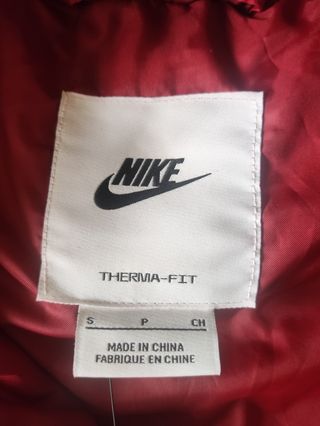 NIKE
THERMA-FIT
S P CH
MADE IN CHINA
FABRIQUE EN CHINE